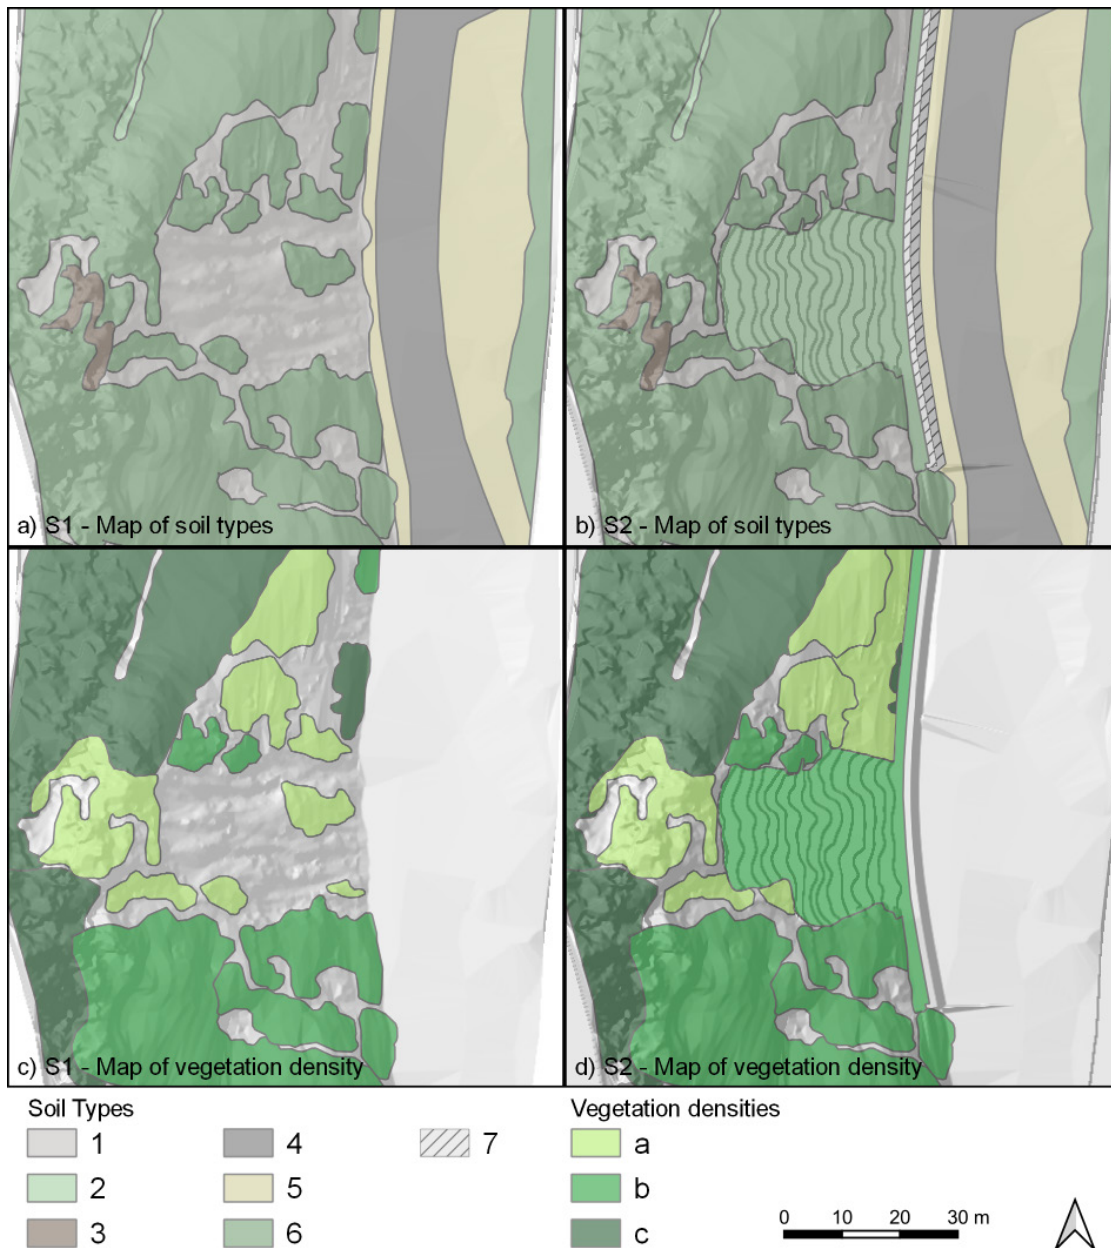 a) S1 - Map of soil types
b) S2 - Map of soil types
c) S1 - Map of vegetation density
d) S2 - Map of vegetation density
Soil Types
1
2
3
4
5
6
7
Vegetation densities
a
b
c
0 10 20 30 m